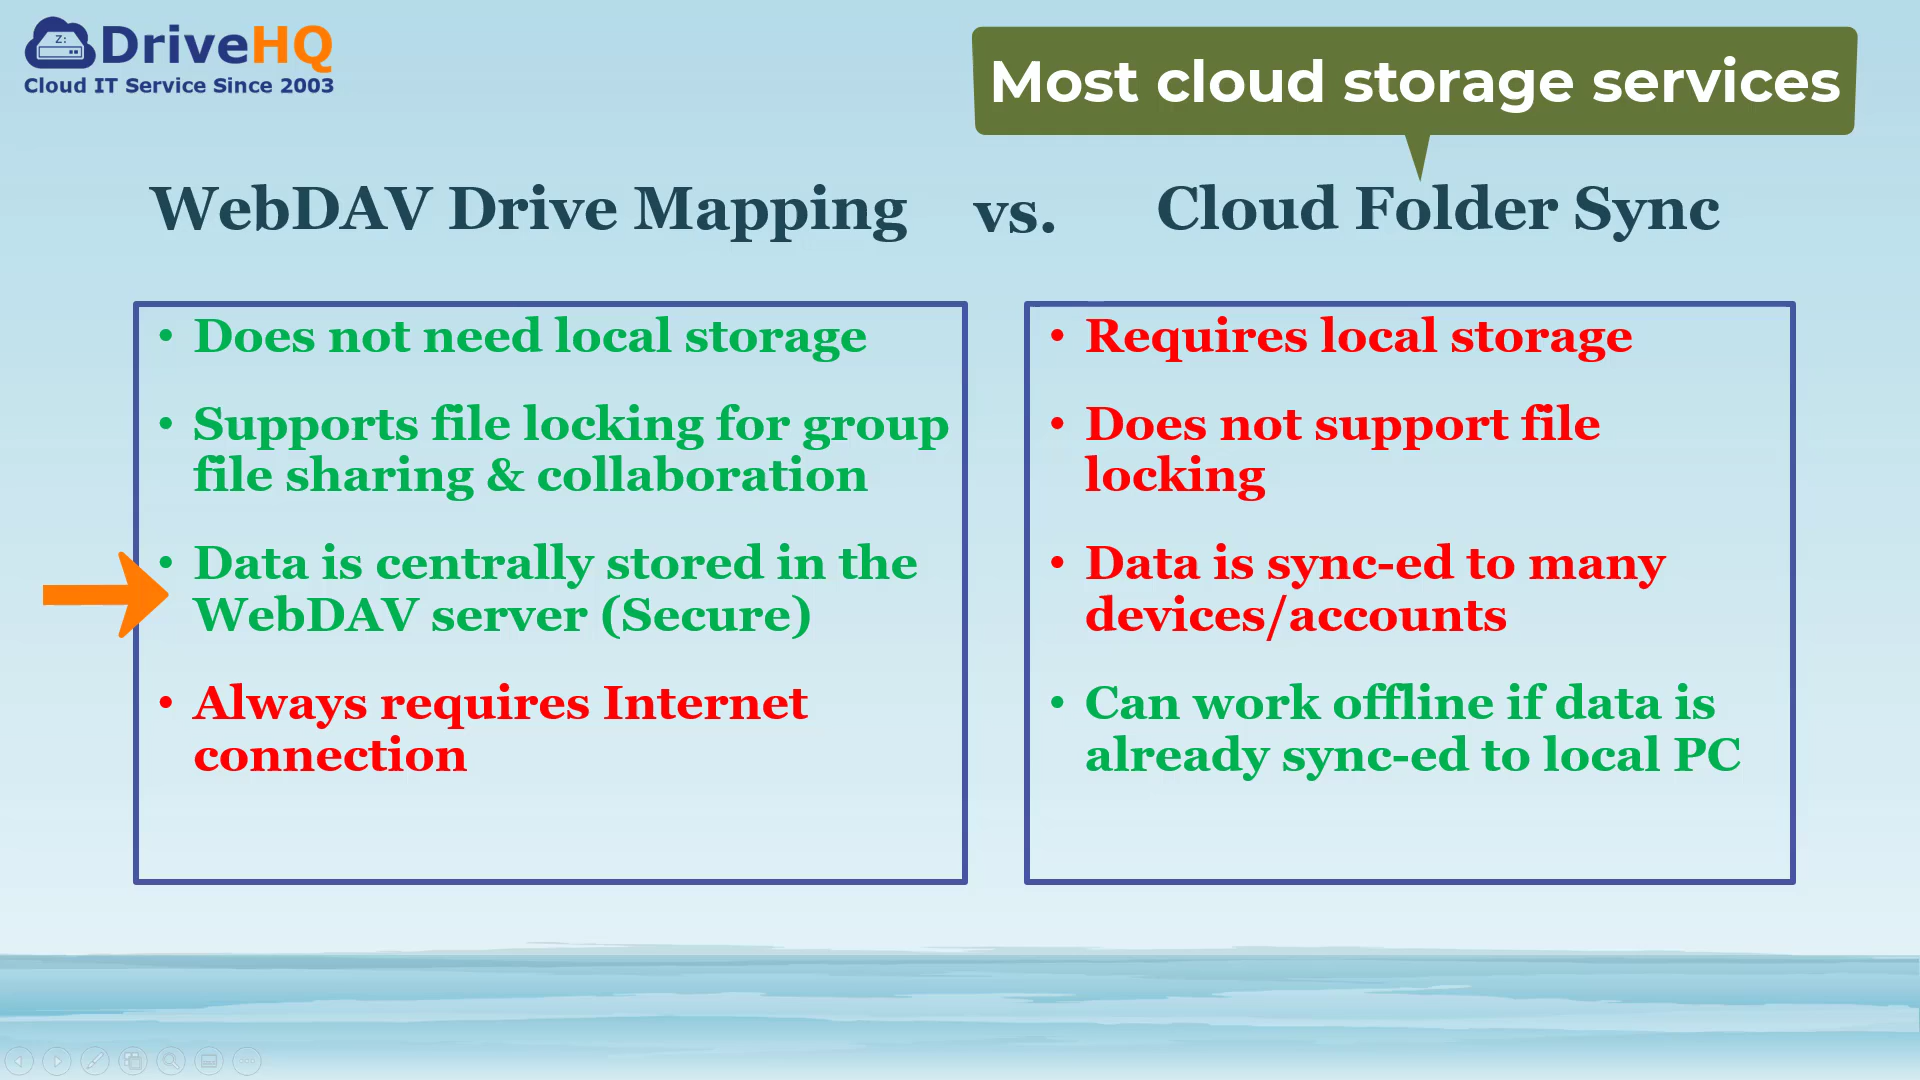 Z:
DriveHQ
Cloud IT Service Since 2003
Most cloud storage services
WebDAV Drive Mapping vs. Cloud Folder Sync
• Does not need local storage
• Supports file locking for group
file sharing & collaboration
• Data is centrally stored in the
WebDAV server (Secure)
• Always requires Internet
connection
• Requires local storage
• Does not support file
locking
• Data is sync-ed to many
devices/accounts
• Can work offline if data is
already sync-ed to local PC